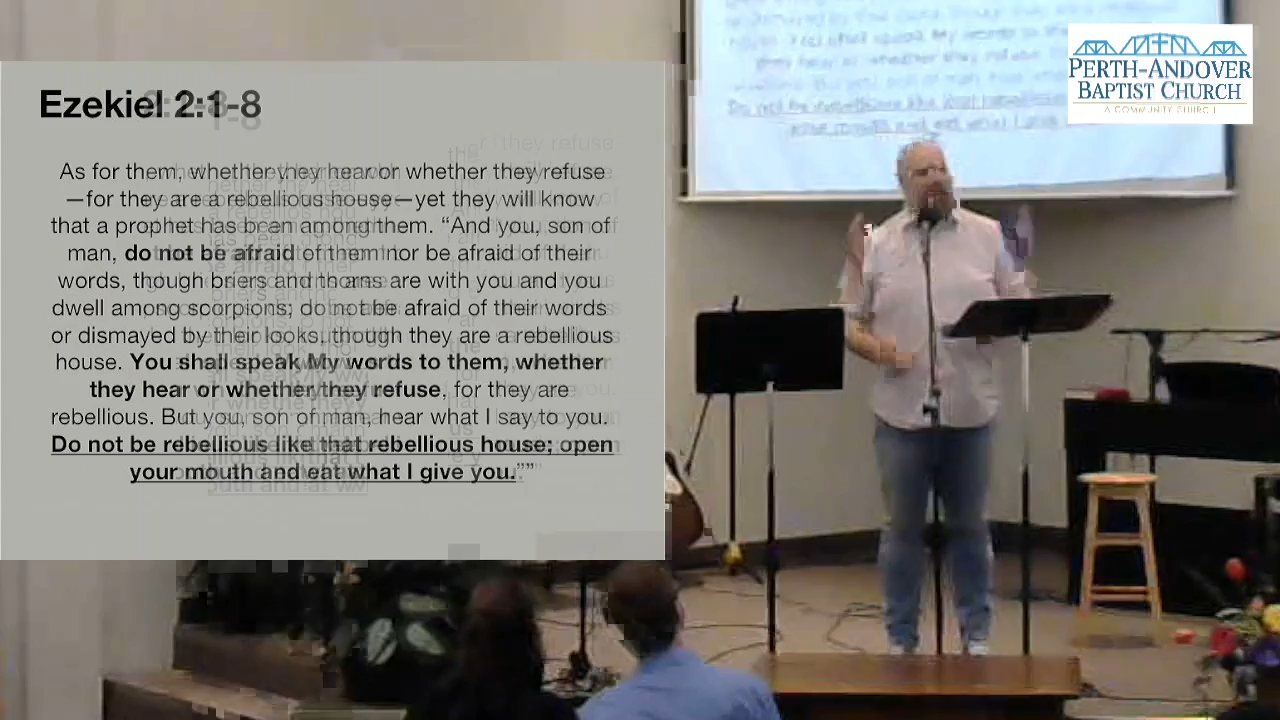 Ezekiel 2:1-8
As for them, whether they hear or whether they refuse
—for they are a rebellious house—yet they will know
that a prophet has been among them. “And you, son of
man, do not be afraid of them nor be afraid of their
words, though briers and thorns are with you and you
dwell among scorpions; do not be afraid of their words
or dismayed by their looks, though they are a rebellious
house. You shall speak My words to them, whether
they hear or whether they refuse, for they are
rebellious. But you, son of man, hear what I say to you.
Do not be rebellious like that rebellious house; open
your mouth and eat what I give you.””
PERTH-ANDOVER
BAPTIST CHURCH
A COMMUNITY CHURCH